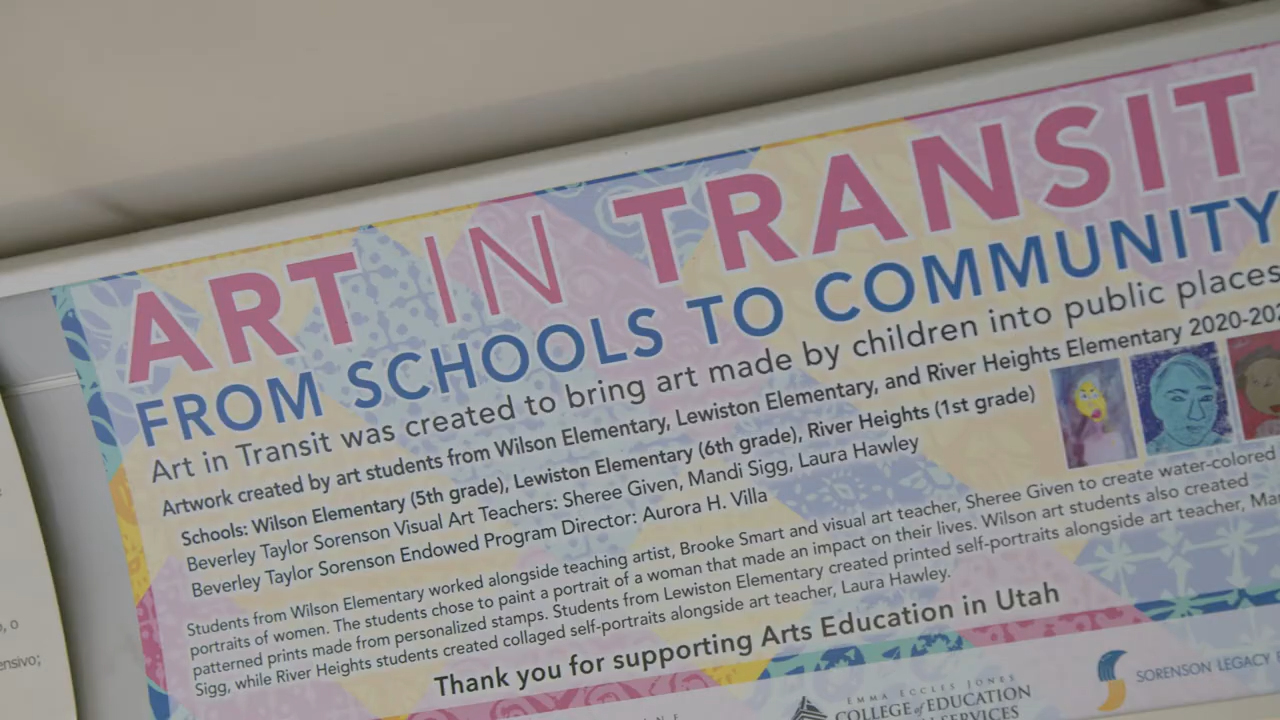 ART IN TRANSIT
FROM SCHOOLS TO COMMUNITY
Art in Transit was created to bring art made by children into public places
Artwork created by art students from Wilson Elementary, Lewiston Elementary, and River Heights Elementary 2020-202
Schools: Wilson Elementary (5th grade), Lewiston Elementary (6th grade), River Heights (1st grade)
Beverley Taylor Sorenson Visual Art Teachers: Sheree Given, Mandi Sigg, Laura Hawley
Beverley Taylor Sorenson Endowed Program Director: Aurora H. Villa
Students from Wilson Elementary worked alongside teaching artist, Brooke Smart and visual art teacher, Sheree Given to create water-colored
portraits of women. The students chose to paint a portrait of a woman that made an impact on their lives. Wilson art students also created
patterned prints made from personalized stamps. Students from Lewiston Elementary created printed self-portraits alongside art teacher, Ma
Sigg, while River Heights students created collaged self-portraits alongside art teacher, Laura Hawley.
Thank you for supporting Arts Education in Utah
EMMA ECCLES JONES
COLLEGE of EDUCATION
SERVICES
SORENSON LEGACY
o, o
ensivo;